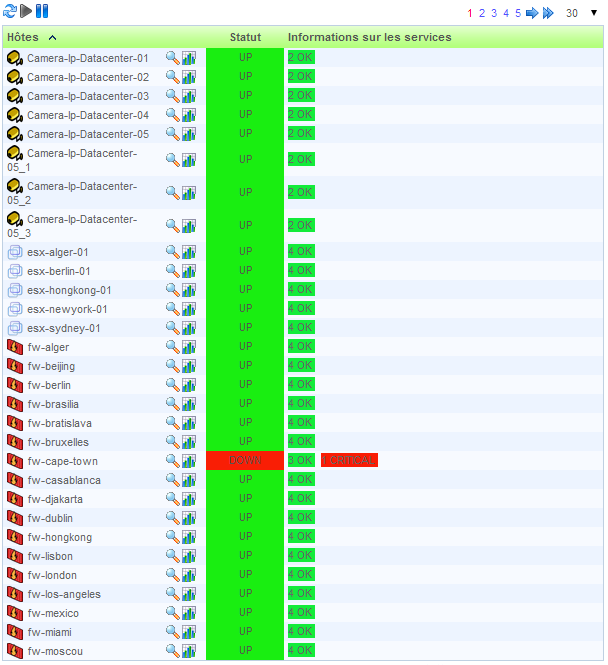 1 2 3 4 5 30
Hôtes Statut Informations sur les services
Camera-Ip-Datacenter-01 UP 2 OK
Camera-Ip-Datacenter-02 UP 2 OK
Camera-Ip-Datacenter-03 UP 2 OK
Camera-Ip-Datacenter-04 UP 2 OK
Camera-Ip-Datacenter-05 UP 2 OK
Camera-Ip-Datacenter-
05_1 UP 2 OK
Camera-Ip-Datacenter-
05_2 UP 2 OK
Camera-Ip-Datacenter-
05_3 UP 2 OK
esx-alger-01 UP 4 OK
esx-berlin-01 UP 4 OK
esx-hongkong-01 UP 4 OK
esx-newyork-01 UP 4 OK
esx-sydney-01 UP 4 OK
fw-alger UP 4 OK
fw-beijing UP 4 OK
fw-berlin UP 4 OK
fw-brasilia UP 4 OK
fw-bratislava UP 4 OK
fw-bruxelles UP 4 OK
fw-cape-town DOWN 3 OK 1 CRITICAL
fw-casablanca UP 4 OK
fw-djakarta UP 4 OK
fw-dublin UP 4 OK
fw-hongkong UP 4 OK
fw-lisbon UP 4 OK
fw-london UP 4 OK
fw-los-angeles UP 4 OK
fw-mexico UP 4 OK
fw-miami UP 4 OK
fw-moscou UP 4 OK